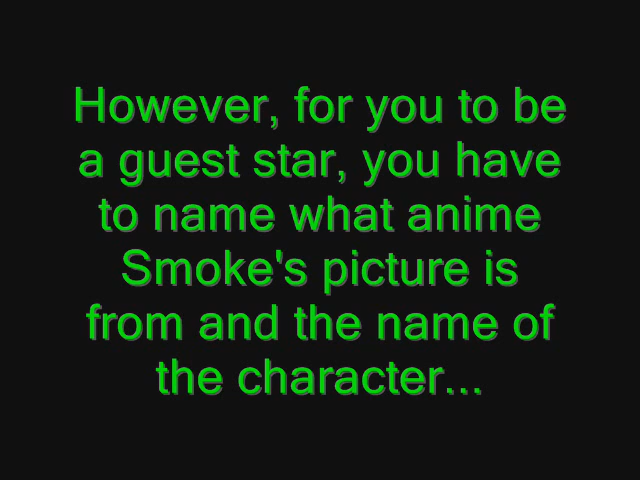 However, for you to be
a guest star, you have
to name what anime
Smoke's picture is
from and the name of
the character...